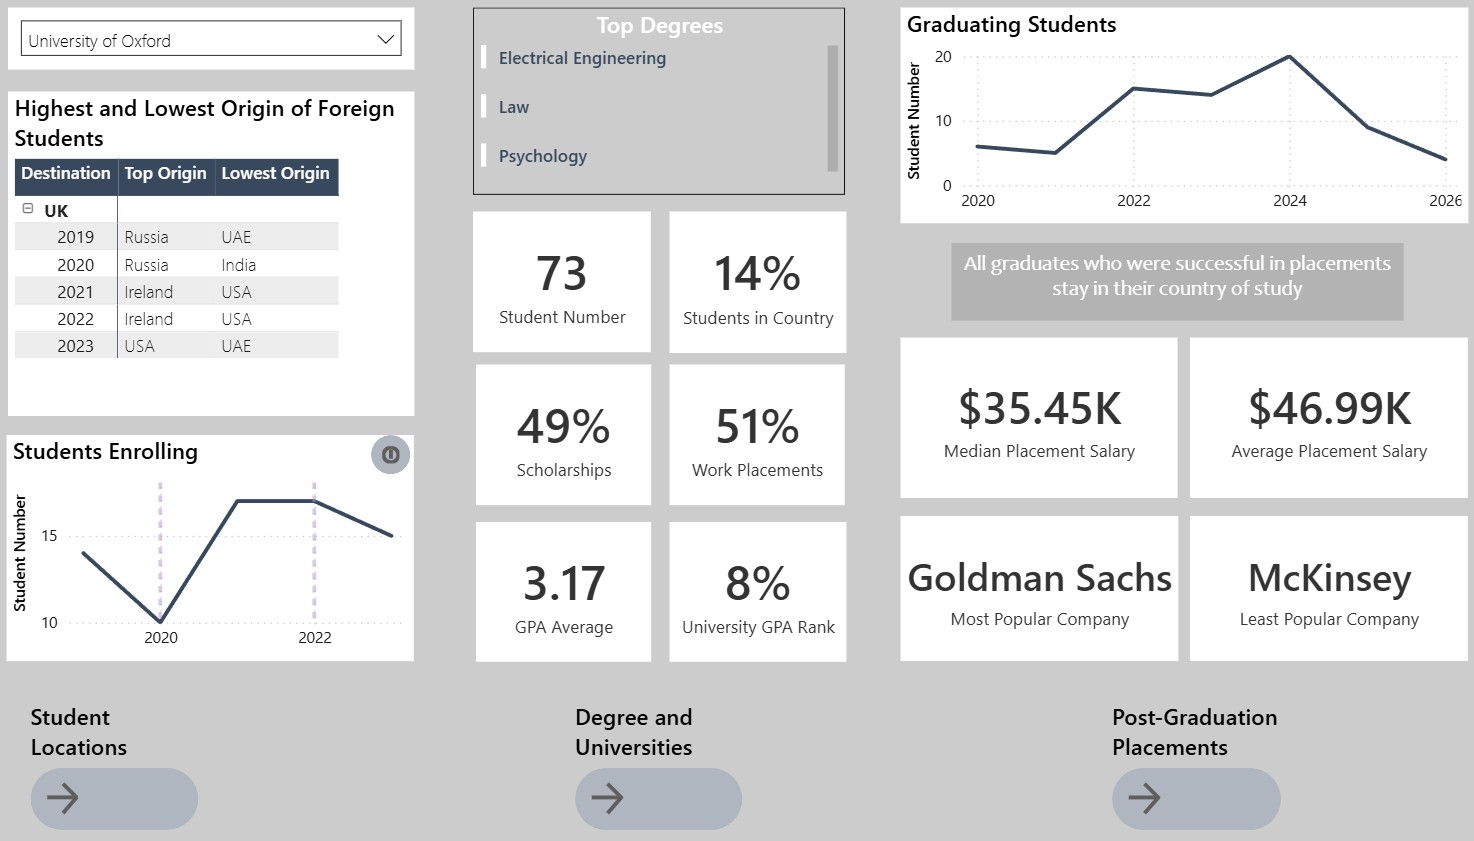 University of Oxford
Highest and Lowest Origin of Foreign
Students
Destination Top Origin Lowest Origin
UK
2019 Russia UAE
2020 Russia India
2021 Ireland USA
2022 Ireland USA
2023 USA UAE
Students Enrolling
Student Number
15
10
2020 2022
Top Degrees
Electrical Engineering
Law
Psychology
73
Student Number
14%
Students in Country
49%
Scholarships
51%
Work Placements
3.17
GPA Average
8%
University GPA Rank
Graduating Students
Student Number
20
10
0
2020 2022 2024 2026
All graduates who were successful in placements
stay in their country of study
$35.45K
Median Placement Salary
$46.99K
Average Placement Salary
Goldman Sachs
Most Popular Company
McKinsey
Least Popular Company
Student
Locations
Degree and
Universities
Post-Graduation
Placements